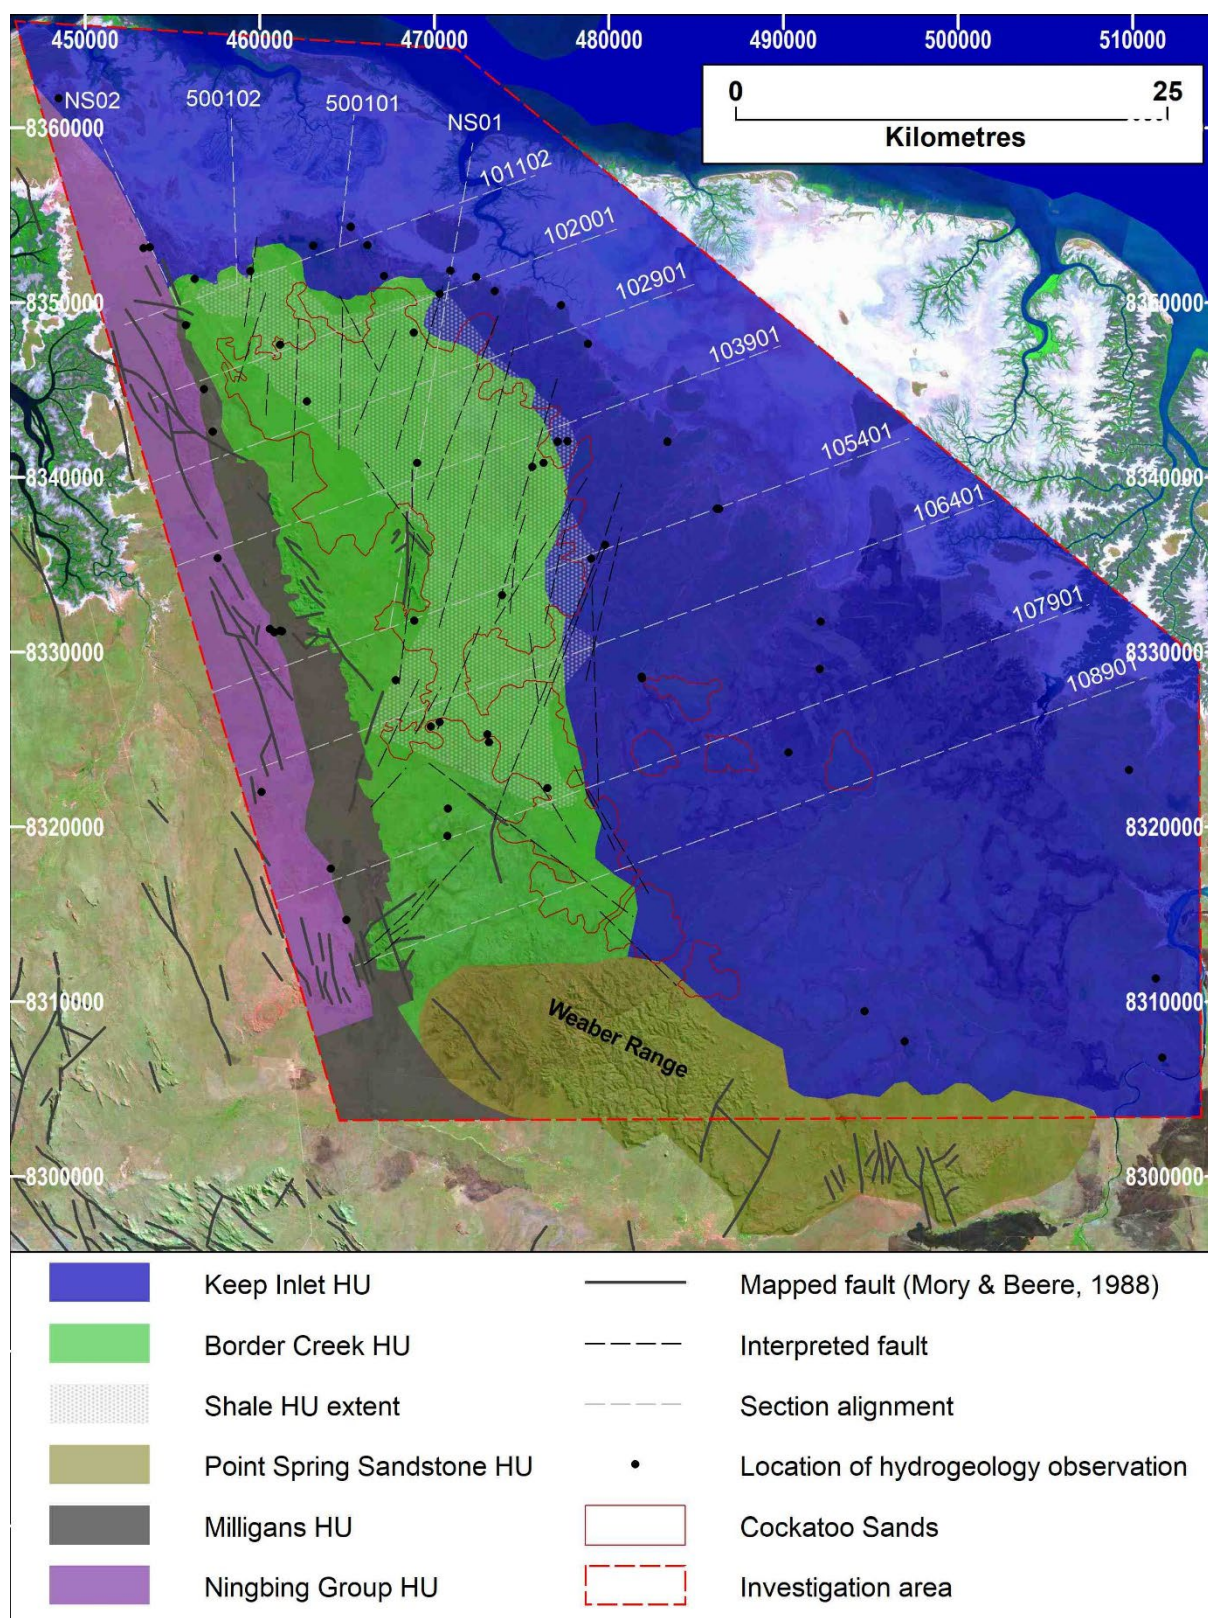 450000 460000 470000 480000 490000 500000 510000
NS02
500102
500101
NS01
0 25
Kilometres
8360000
101102
102001
102901
103901
105401
106401
107901
108901
8350000 8350000
8340000 8340000
8330000 8330000
8320000 8320000
8310000 8310000
8300000 8300000
Weaber Range
Keep Inlet HU
Mapped fault (Mory & Beere, 1988)
Border Creek HU
Interpreted fault
Shale HU extent
Section alignment
Point Spring Sandstone HU
Location of hydrogeology observation
Milligans HU
Cockatoo Sands
Ningbing Group HU
Investigation area